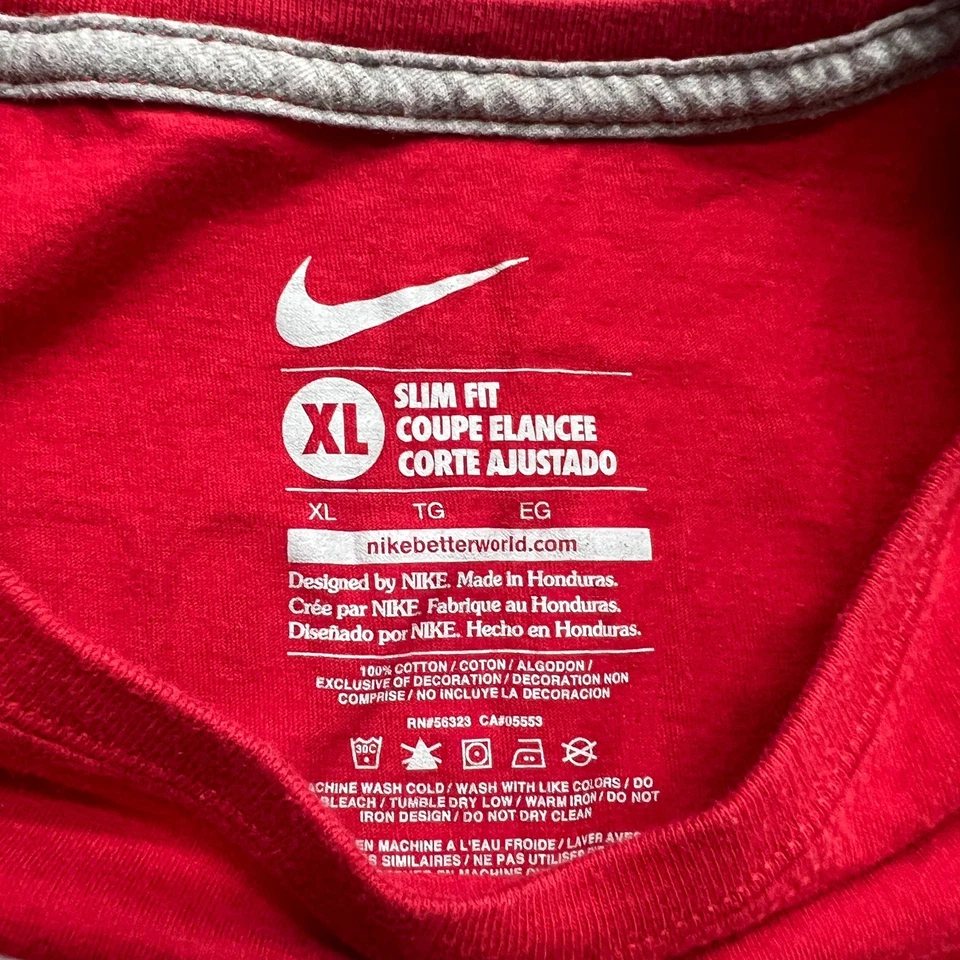 XL
SLIM FIT
COUPE ELANCEE
CORTE AJUSTADO
XL TG EG
nikebetterworld.com
Designed by NIKE. Made in Honduras.
Crée par NIKE. Fabrique au Honduras.
Diseñado por NIKE. Hecho en Honduras.
100% COTTON / COTON / ALGODON /
EXCLUSIVE OF DECORATION / DECORATION NON
COMPRISE / NO INCLUYE LA DECORACION
RN#56323 CA#05553
30C
WASH COLD / WASH WITH LIKE COLORS / DO
/ TUMBLE DRY LOW / WARM IRON / DO NOT
IRON DESIGN / DO NOT DRY CLEAN
EN MACHINE A L'EAU FROIDE / LAVER
SIMILAIRES / NE PAS
EN MACHINE